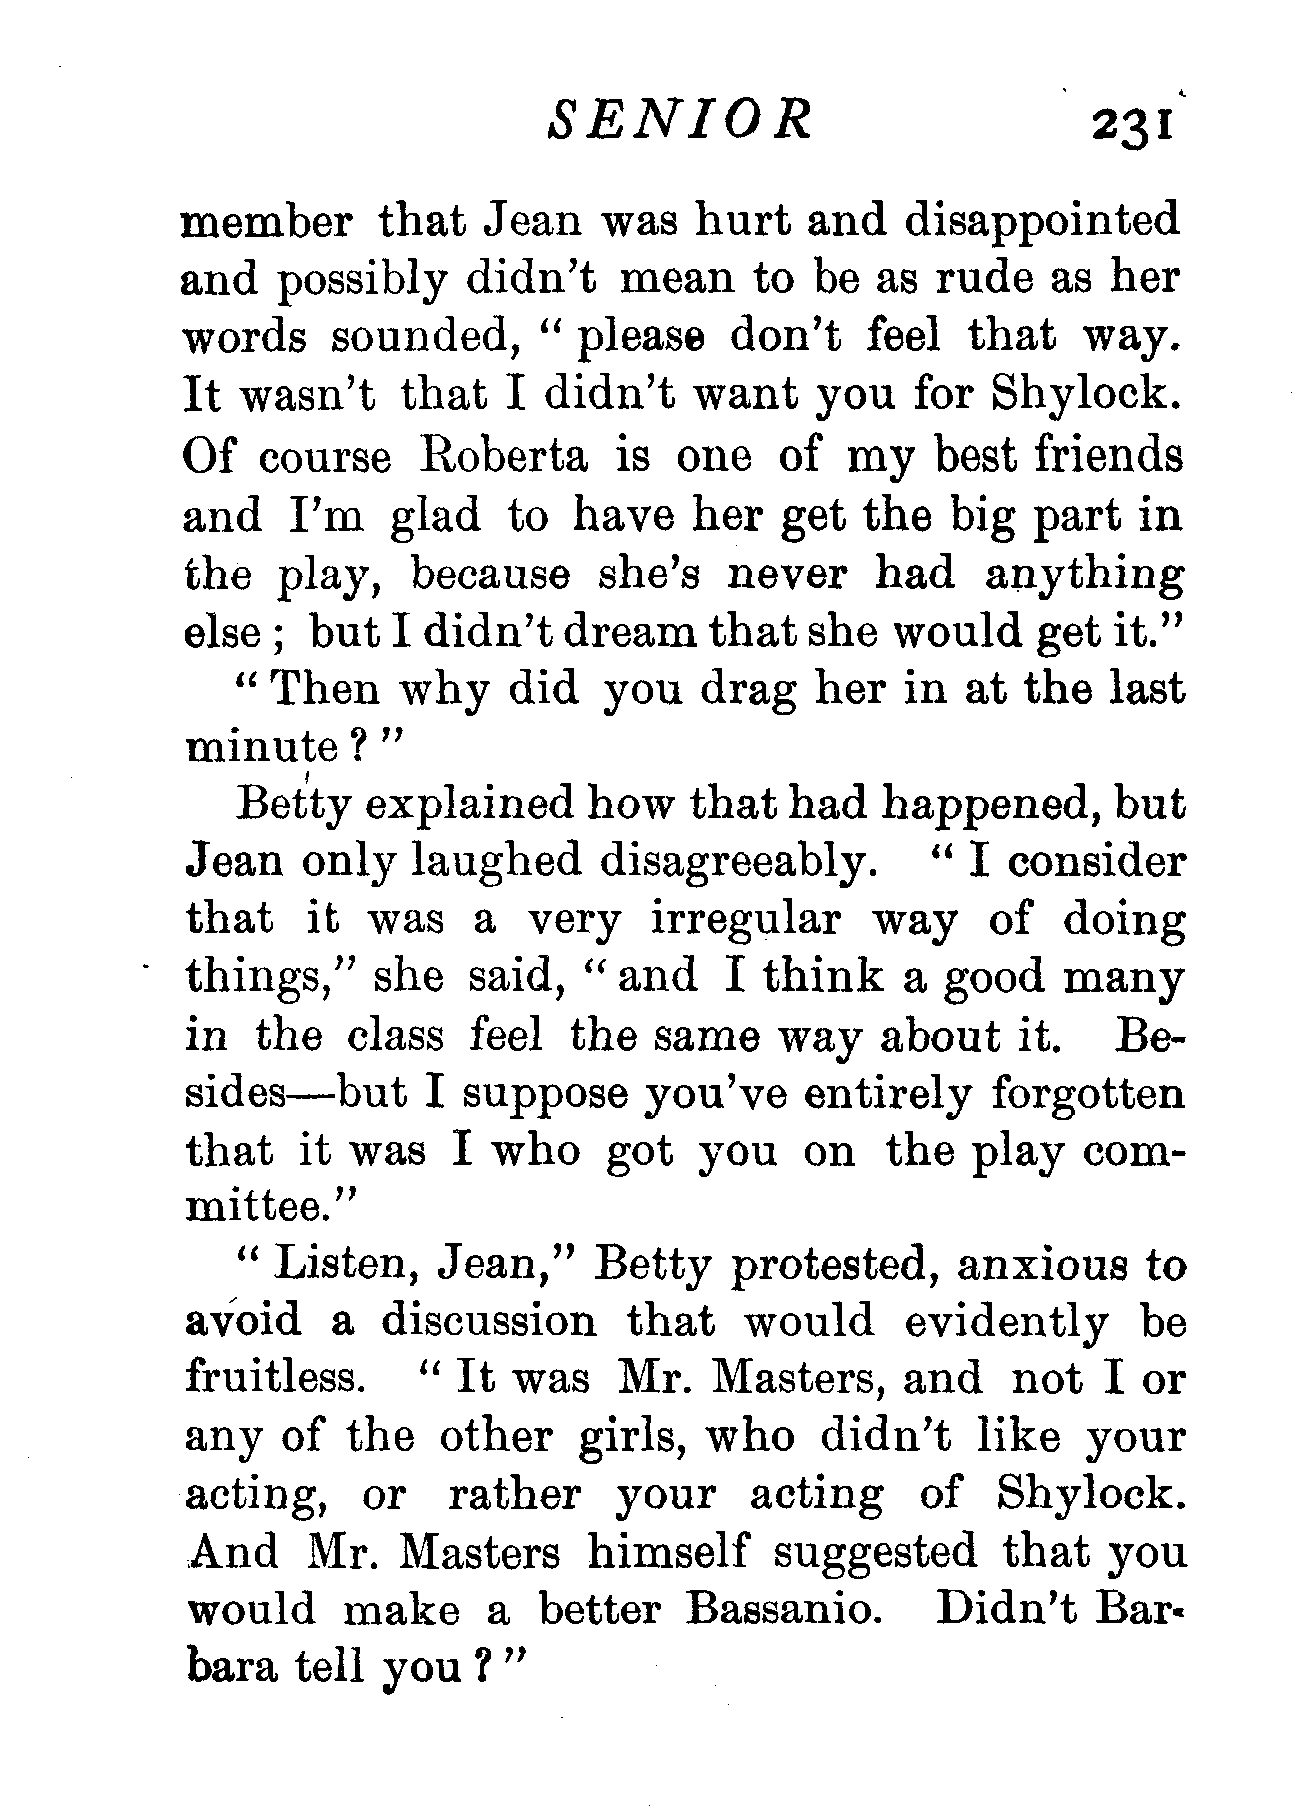 SENIOR 231
member that Jean was hurt and disappointed
and possibly didn't mean to be as rude as her
words sounded, " please don't feel that way.
It wasn't that I didn't want you for Shylock.
Of course Roberta is one of my best friends
and I'm glad to have her get the big part in
the play, because she's never had anything
else ; but I didn't dream that she would get it."
" Then why did you drag her in at the last
minute ? "
Betty explained how that had happened, but
Jean only laughed disagreeably. " I consider
that it was a very irregular way of doing
things," she said, " and I think a good many
in the class feel the same way about it. Be-
sides—but I suppose you've entirely forgotten
that it was I who got you on the play com-
mittee."
" Listen, Jean," Betty protested, anxious to
avoid a discussion that would evidently be
fruitless. " It was Mr. Masters, and not I or
any of the other girls, who didn't like your
acting, or rather your acting of Shylock.
And Mr. Masters himself suggested that you
would make a better Bassanio. Didn't Bar-
bara tell you ? "